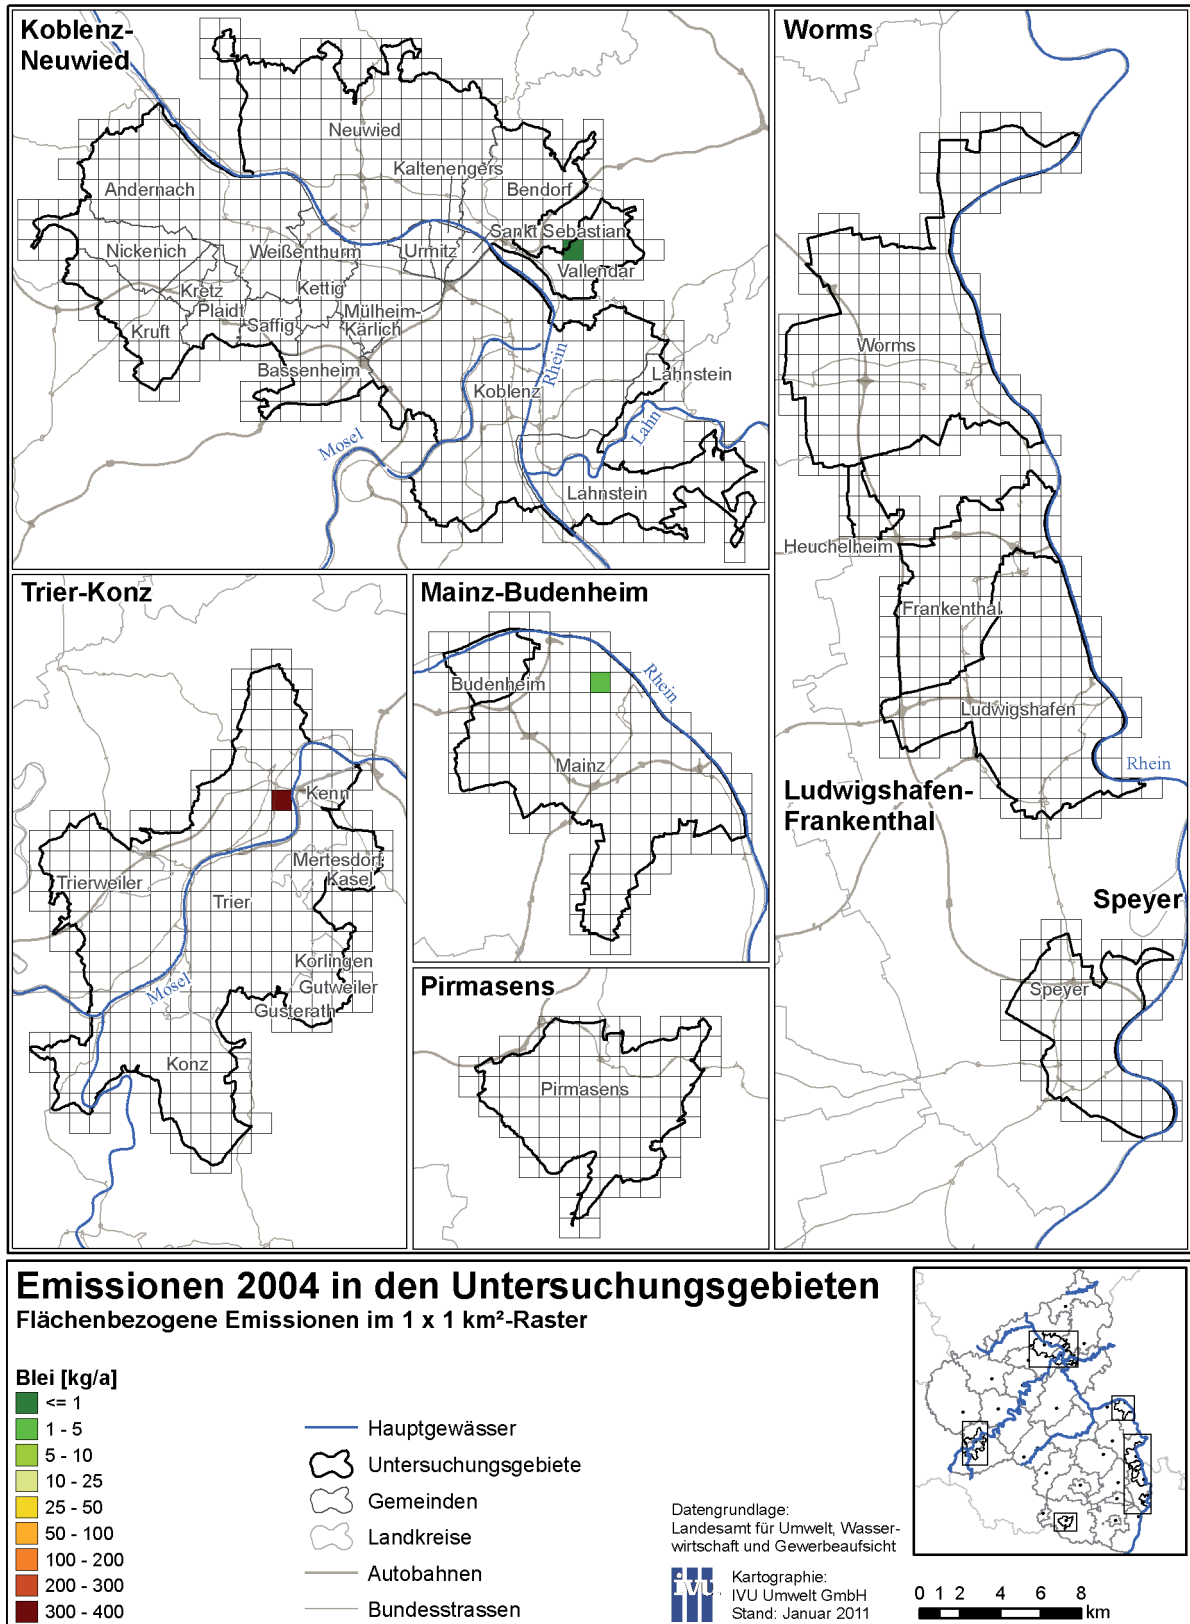 Koblenz-
Neuwied
Neuwied
Kaltenengers
Andernach
Bendorf
Sankt Sebastian
Nickenich
Weißenthurm
Urmitz
Vallendar
Kretz
Kettig
Plaidt
Mülheim-
Kärlich
Kruft
Saffig
Bassenheim
Rhein
Lahnstein
Koblenz
Mosel
Lahn
Lahnstein
Worms
Worms
Heuchelheim
Frankenthal
Ludwigshafen
Rhein
Ludwigshafen-
Frankenthal
Speyer
Speyer
Trier-Konz
Kenn
Mertesdorf
Kasel
Trierweiler
Trier
Korlingen
Mosel
Gutweiler
Gusterath
Konz
Mainz-Budenheim
Budenheim
Rhein
Mainz
Pirmasens
Pirmasens
Emissionen 2004 in den Untersuchungsgebieten
Flächenbezogene Emissionen im 1 x 1 km²-Raster
Blei [kg/a]
<= 1
1 - 5
5 - 10
10 - 25
25 - 50
50 - 100
100 - 200
200 - 300
300 - 400
Hauptgewässer
Untersuchungsgebiete
Gemeinden
Landkreise
Autobahnen
Bundesstrassen
Datengrundlage:
Landesamt für Umwelt, Wasser-
wirtschaft und Gewerbeaufsicht
ivu
Kartographie:
IVU Umwelt GmbH
Stand: Januar 2011
0 1 2 4 6 8
km